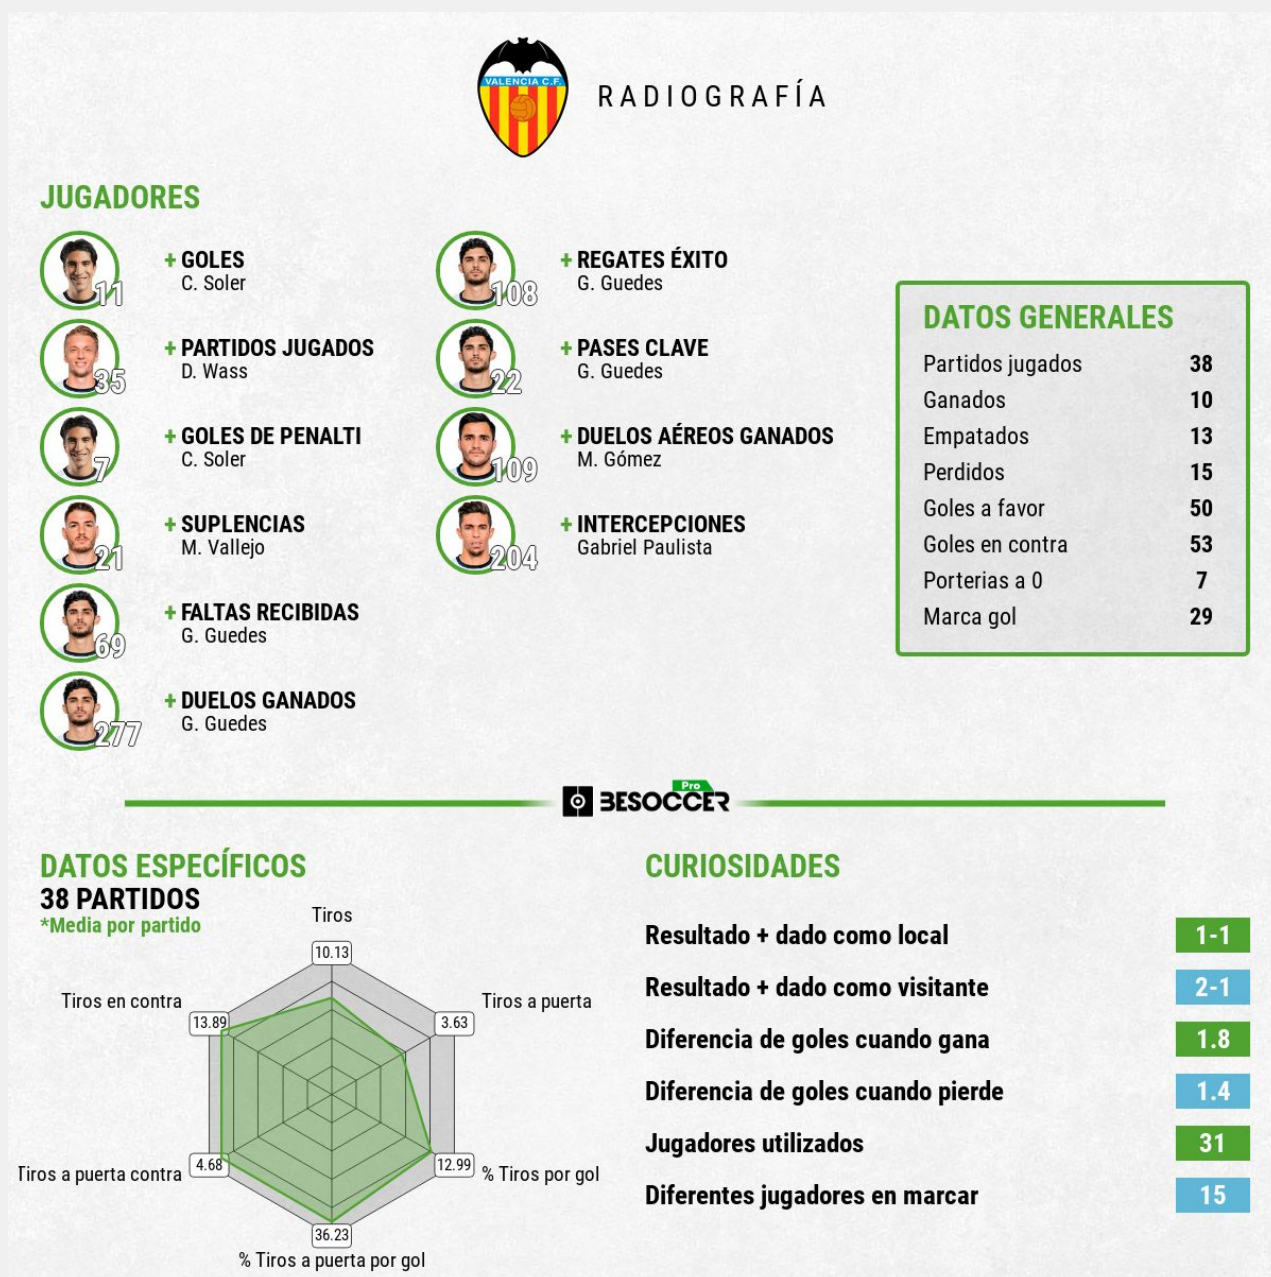 VALENCIA C.F.
RADIOGRAFÍA
JUGADORES
11
+ GOLES
C. Soler
35
+ PARTIDOS JUGADOS
D. Wass
7
+ GOLES DE PENALTI
C. Soler
21
+ SUPLENCIAS
M. Vallejo
69
+ FALTAS RECIBIDAS
G. Guedes
277
+ DUELOS GANADOS
G. Guedes
108
+ REGATES ÉXITO
G. Guedes
22
+ PASES CLAVE
G. Guedes
109
+ DUELOS AÉREOS GANADOS
M. Gómez
204
+ INTERCEPCIONES
Gabriel Paulista
DATOS GENERALES
Partidos jugados 38
Ganados 10
Empatados 13
Perdidos 15
Goles a favor 50
Goles en contra 53
Porterias a 0 7
Marca gol 29
Pro
BESOCCER
DATOS ESPECÍFICOS
38 PARTIDOS
*Media por partido
Tiros
10.13
Tiros a puerta
3.63
% Tiros por gol
12.99
% Tiros a puerta por gol
36.23
Tiros a puerta contra
4.68
Tiros en contra
13.89
CURIOSIDADES
Resultado + dado como local 1-1
Resultado + dado como visitante 2-1
Diferencia de goles cuando gana 1.8
Diferencia de goles cuando pierde 1.4
Jugadores utilizados 31
Diferentes jugadores en marcar 15